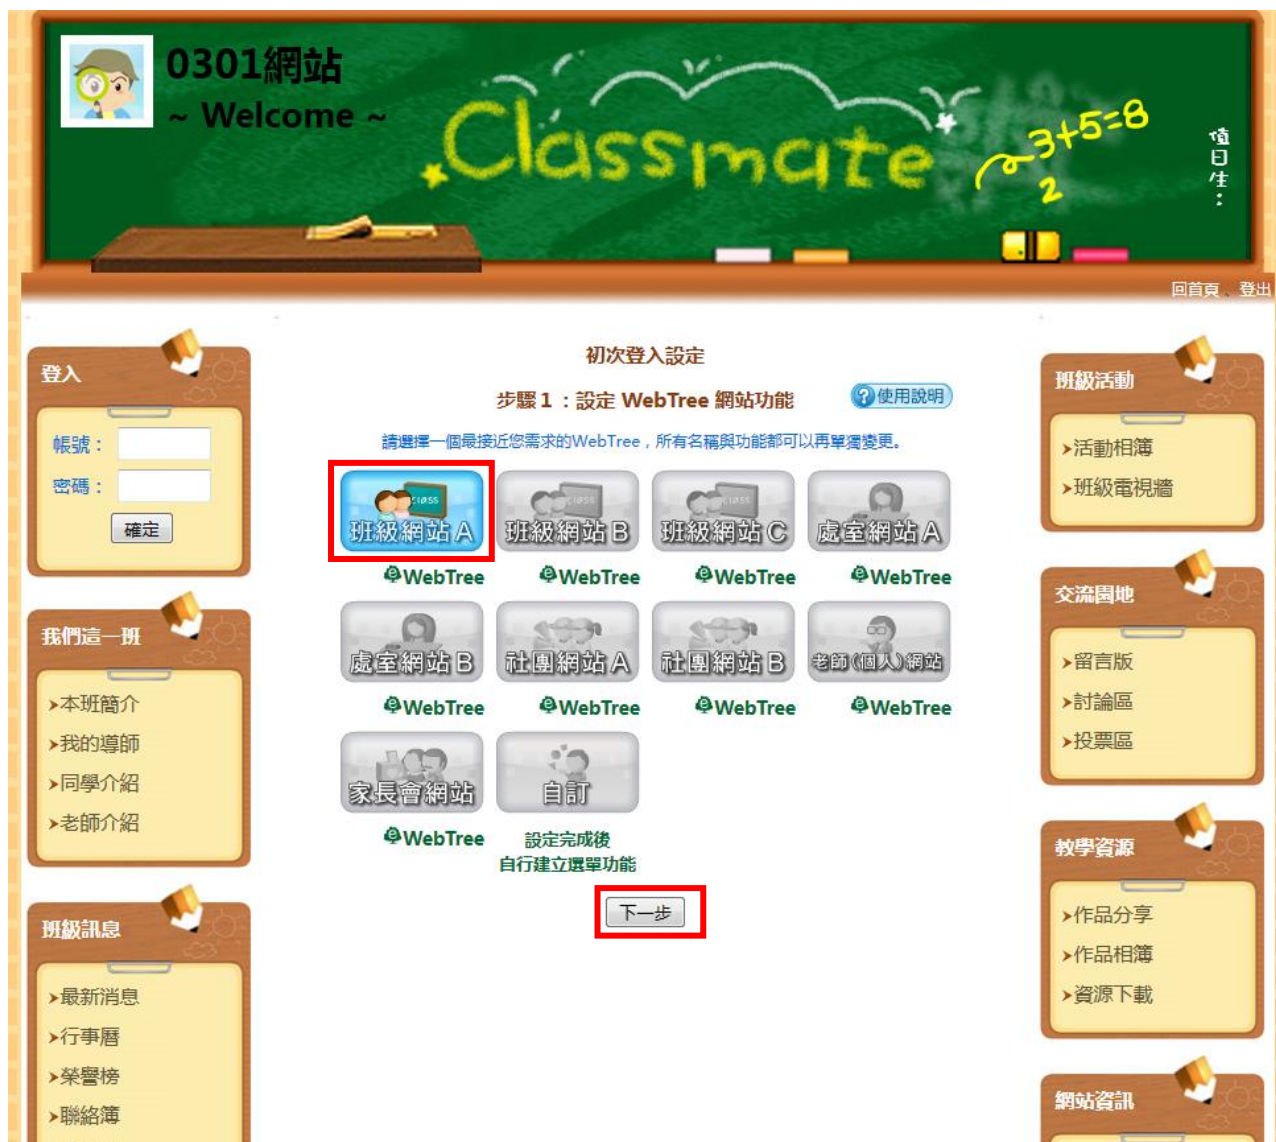 0301網站
~ Welcome ~
Classmate
3+5=8
2
值日生：
回首頁、登出
登入
帳號：
密碼：
確定
我們這一班
本班簡介
我的導師
同學介紹
老師介紹
班級訊息
最新消息
行事曆
榮譽榜
聯絡簿
初次登入設定
步驟 1 ：設定 WebTree 網站功能
使用說明
請選擇一個最接近您需求的WebTree，所有名稱與功能都可以再單獨變更。
class class class
班級網站 A 班級網站 B 班級網站 C 處室網站 A
WebTree WebTree WebTree WebTree
處室網站 B 社團網站 A 社團網站 B 老師(個人)網站
WebTree WebTree WebTree WebTree
家長會網站 自訂
WebTree 設定完成後
自行建立選單功能
下一步
班級活動
活動相簿
班級電視牆
交流園地
留言版
討論區
投票區
教學資源
作品分享
作品相簿
資源下載
網站資訊